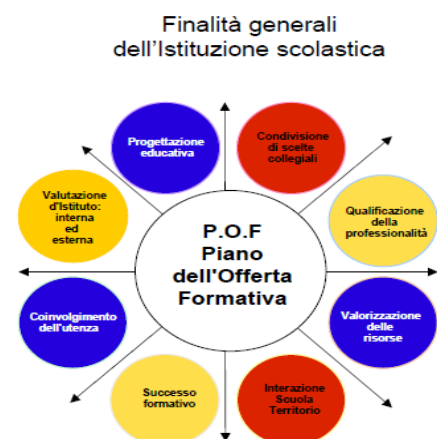 Finalità generali
dell'Istituzione scolastica
Progettazione
educativa
Condivisione
di scelte
collegiali
Valutazione
d'Istituto:
interna
ed
esterna
Qualificazione
della
professionalità
P.O.F
Piano
dell'Offerta
Formativa
Coinvolgimento
dell'utenza
Valorizzazione
delle
risorse
Successo
formativo
Interazione
Scuola
Territorio